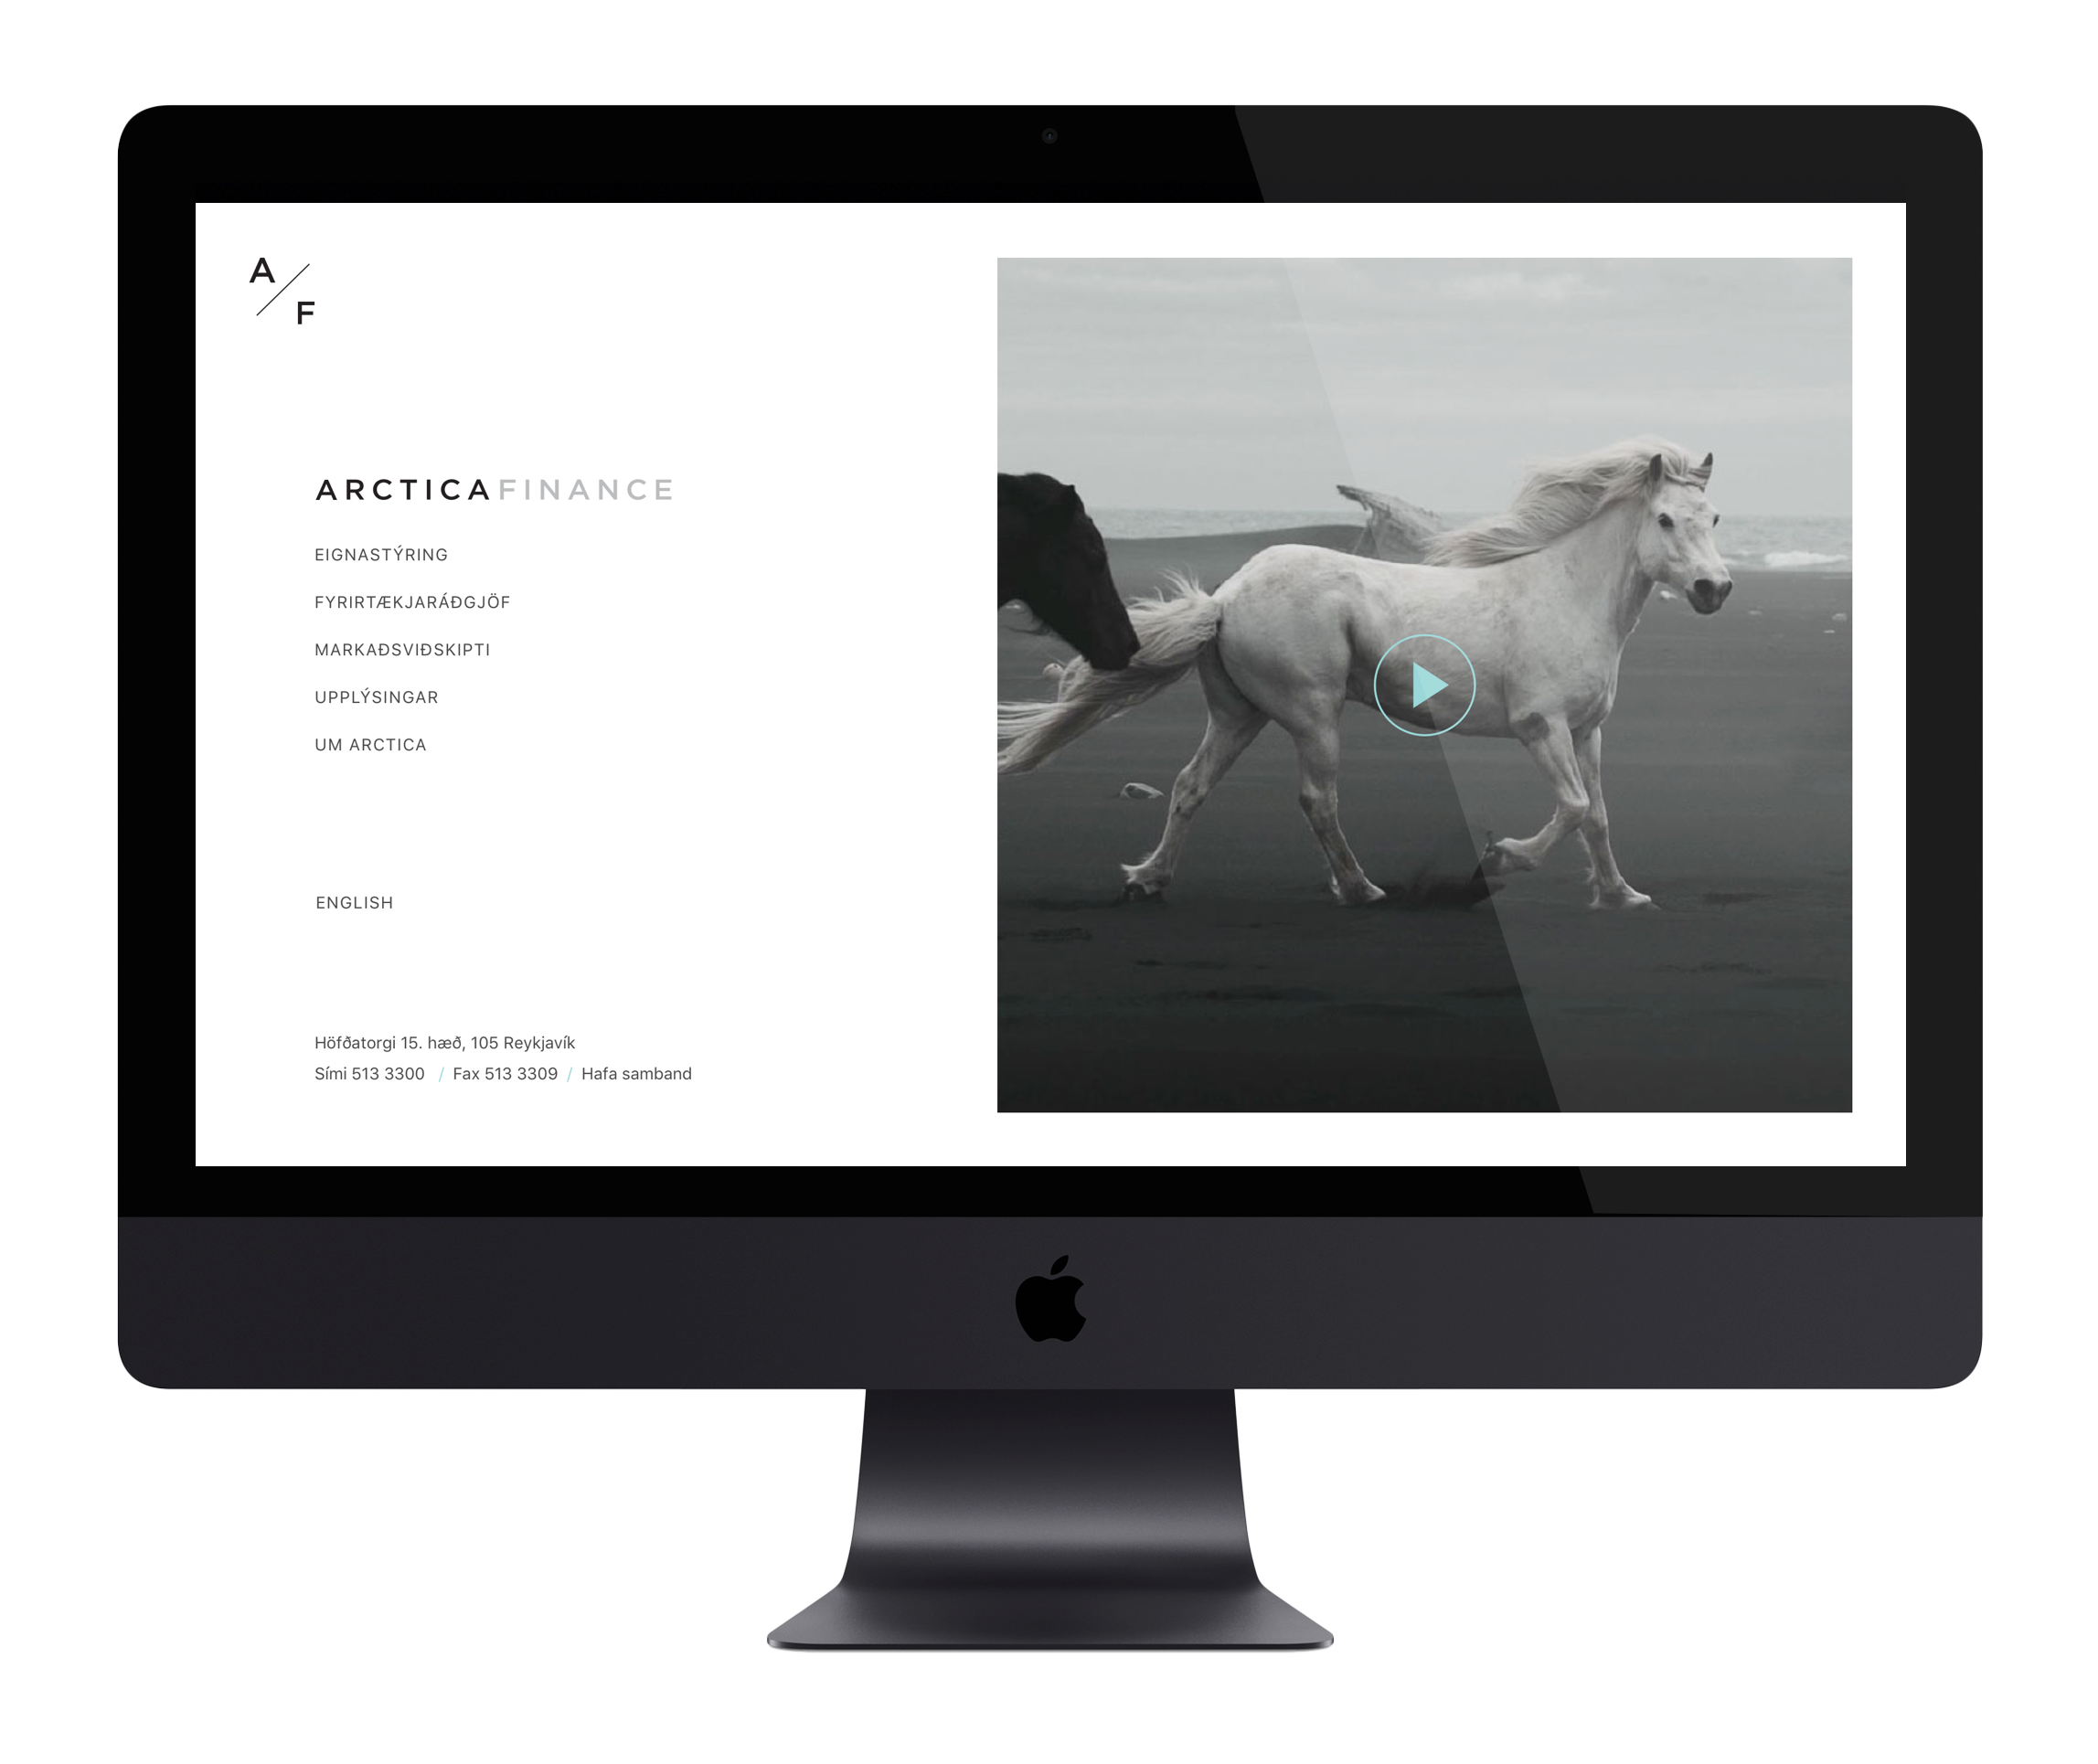 A
F
ARCTICAFINANCE
EIGNASTÝRING
FYRIRTÆKJARÁÐGJÖF
MARKAÐSVIÐSKIPTI
UPPLÝSINGAR
UM ARCTICA
ENGLISH
Höfðatorgi 15. hæð, 105 Reykjavík
Sími 513 3300 / Fax 513 3309 / Hafa samband